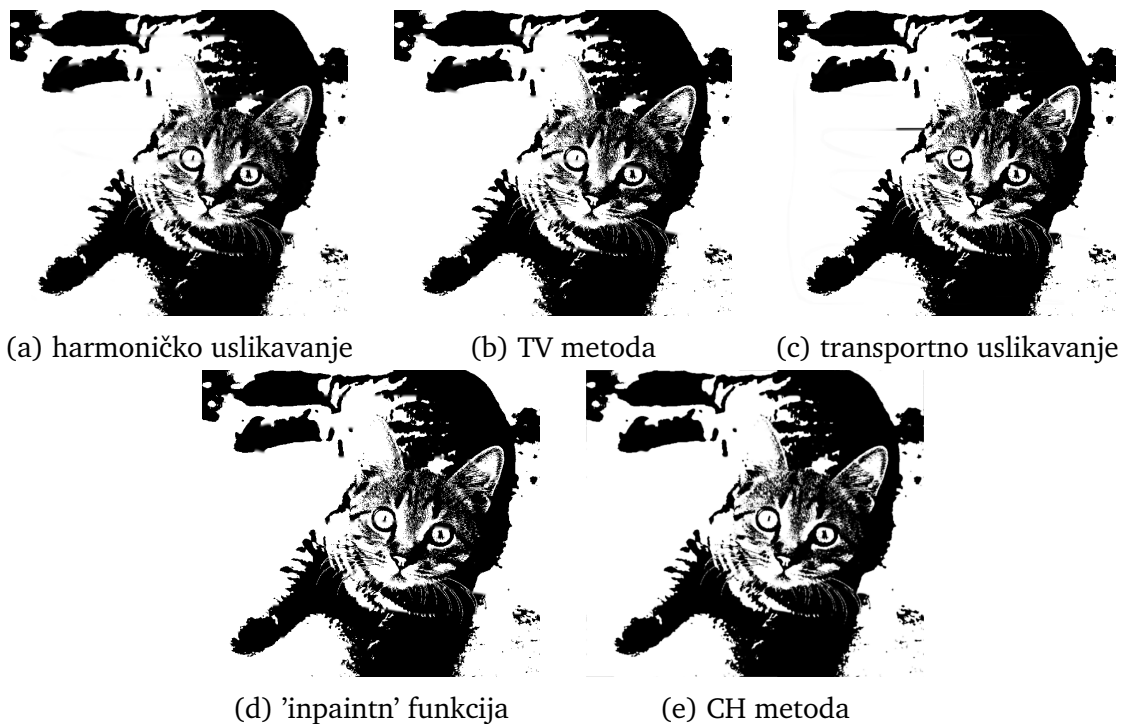 (a) harmoničko uslikavanje
(b) TV metoda
(c) transportno uslikavanje
(d) ’inpaintn’ funkcija
(e) CH metoda